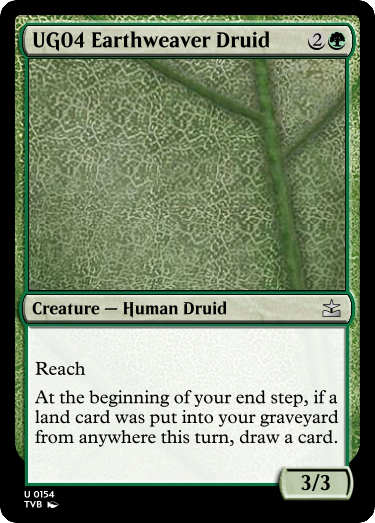 UG04 Earthweaver Druid 2
Creature — Human Druid
Reach
At the beginning of your end step, if a
land card was put into your graveyard
from anywhere this turn, draw a card.
3/3
U 0154
TVB